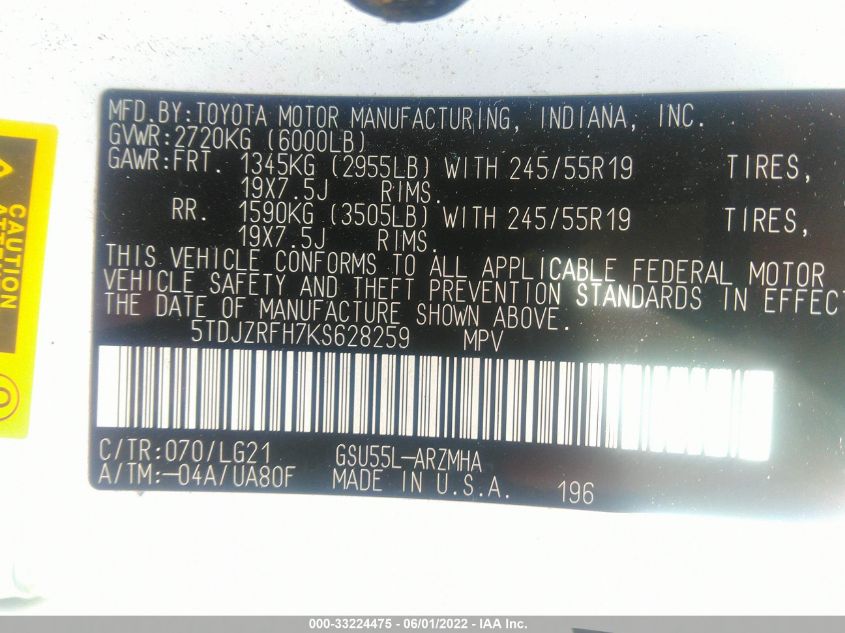 MFD.BY:TOYOTA MOTOR MANUFACTURING, INDIANA, INC.
GVWR:2720KG (6000LB)
GAWR:FRT. 1345KG (2955LB) WITH 245/55R19 TIRES,
19X7.5J RIMS.
RR. 1590KG (3505LB) WITH 245/55R19 TIRES,
19X7.5J RIMS.
THIS VEHICLE CONFORMS TO ALL APPLICABLE FEDERAL MOTOR
VEHICLE SAFETY AND THEFT PREVENTION STANDARDS IN EFFECT
THE DATE OF MANUFACTURE SHOWN ABOVE.
5TDJZRFH7KS628259 MPV
C/TR:070/LG21 GSU55L-ARZMHA
A/TM:-04A/UA80F MADE IN U.S.A. 196
CAUTION
000-33224475 - 06/01/2022 - IAA Inc.